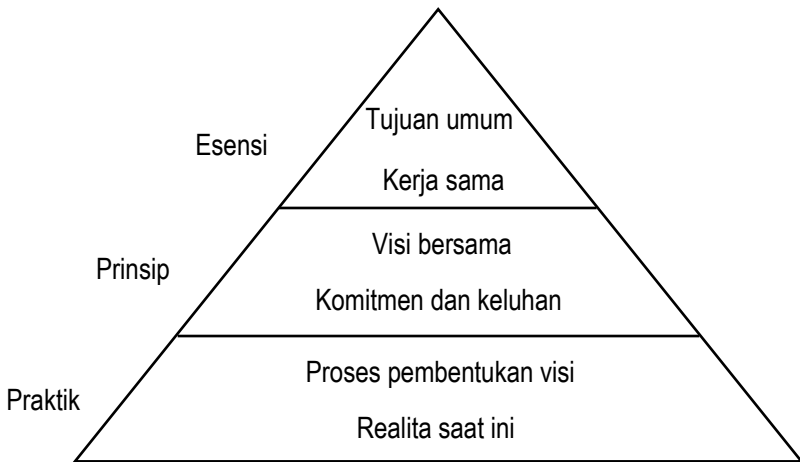 Tujuan umum
Esensi
Kerja sama
Visi bersama
Prinsip
Komitmen dan keluhan
Proses pembentukan visi
Praktik
Realita saat ini